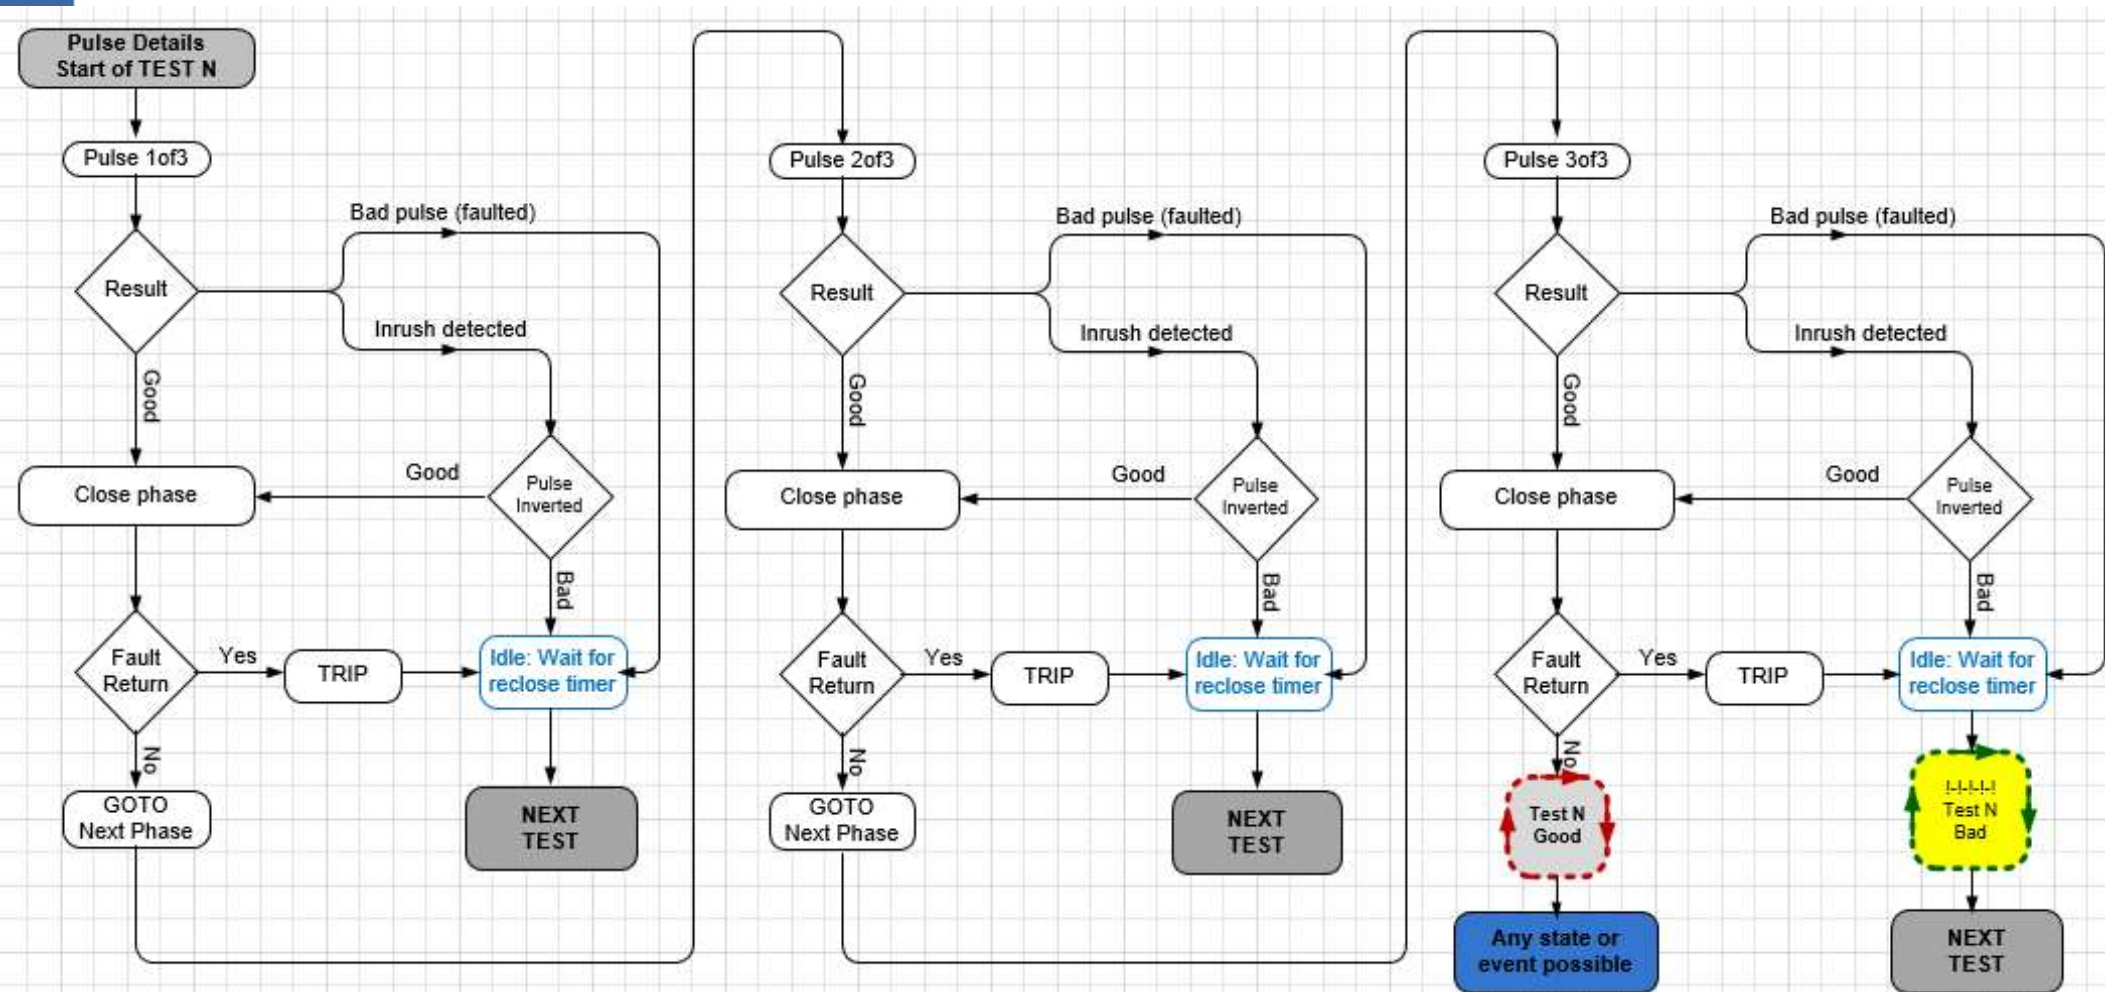 Pulse Details
Start of TEST N
Pulse 1of3
Result
Bad pulse (faulted)
Inrush detected
Good
Pulse
Inverted
Good
Close phase
Bad
Fault
Return
Yes
TRIP
Idle: Wait for
reclose timer
No
GOTO
Next Phase
NEXT
TEST
Pulse 2of3
Result
Bad pulse (faulted)
Inrush detected
Good
Pulse
Inverted
Good
Close phase
Bad
Fault
Return
Yes
TRIP
Idle: Wait for
reclose timer
No
GOTO
Next Phase
NEXT
TEST
Pulse 3of3
Result
Bad pulse (faulted)
Inrush detected
Good
Pulse
Inverted
Good
Close phase
Bad
Fault
Return
Yes
TRIP
Idle: Wait for
reclose timer
No
Test N
Good
Any state or
event possible
!-!-!-!-!
Test N
Bad
NEXT
TEST